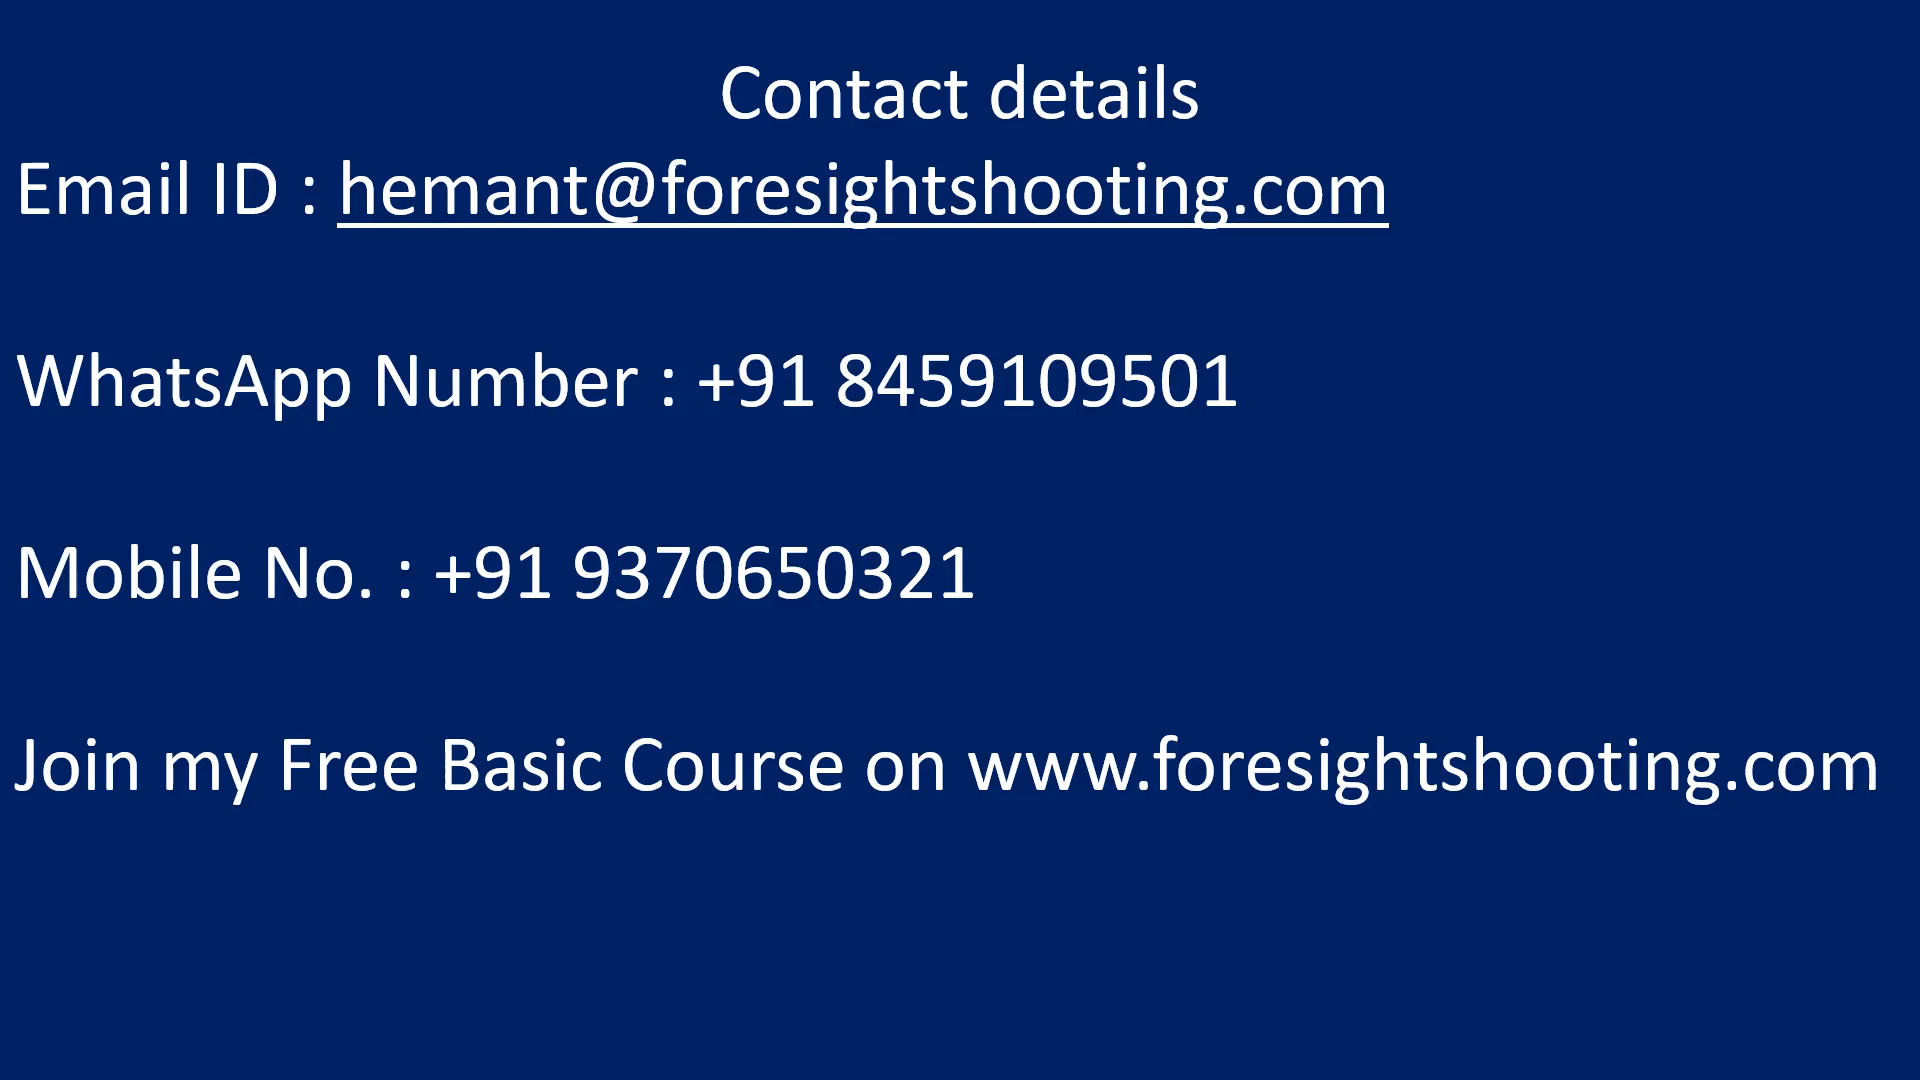 Contact details
Email ID : hemant@foresightshooting.com
WhatsApp Number : +91 8459109501
Mobile No. : +91 9370650321
Join my Free Basic Course on www.foresightshooting.com